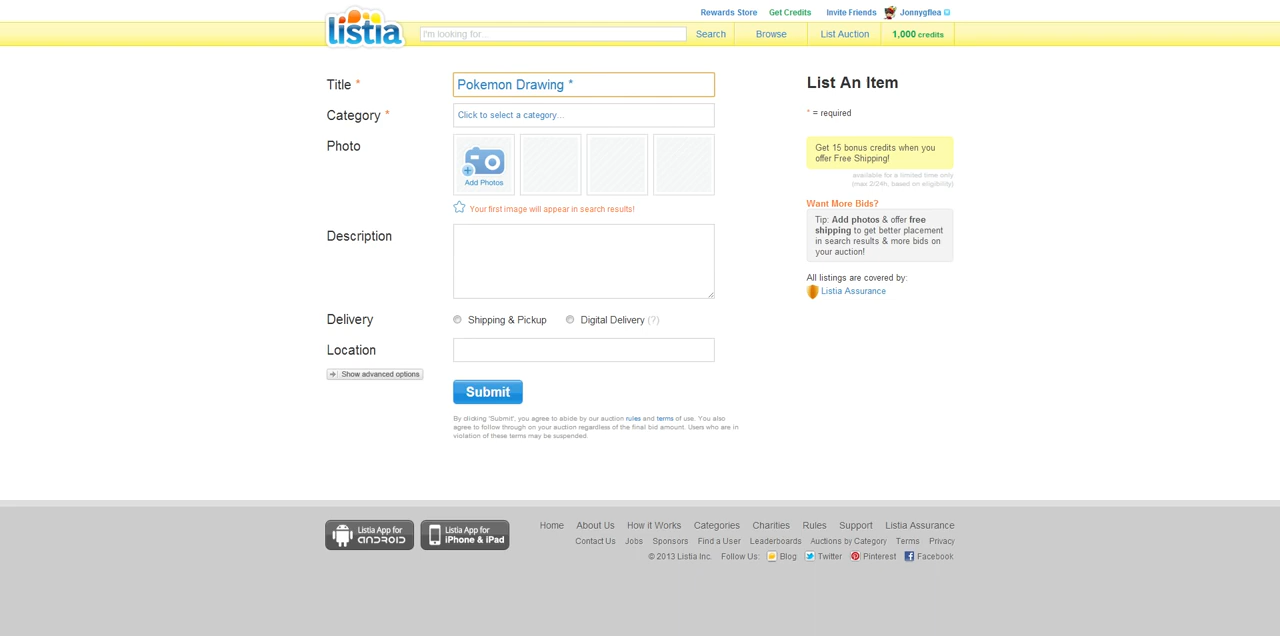 Rewards Store Get Credits Invite Friends Jonnygflea
listia I'm looking for... Search Browse List Auction 1,000 credits
Title * Pokemon Drawing *
List An Item
Category * Click to select a category...
* = required
Photo
Add Photos
Get 15 bonus credits when you
offer Free Shipping!
available for a limited time only
(max 2/24h, based on eligibility)
Your first image will appear in search results!
Want More Bids?
Tip: Add photos & offer free
shipping to get better placement
in search results & more bids on
your auction!
Description
All listings are covered by:
Listia Assurance
Delivery Shipping & Pickup Digital Delivery (?)
Location
Show advanced options
Submit
By clicking 'Submit', you agree to abide by our auction rules and terms of use. You also
agree to follow through on your auction regardless of the final bid amount. Users who are in
violation of these terms may be suspended.
Listia App for
ANDROID
Listia App for
iPhone & iPad
Home About Us How it Works Categories Charities Rules Support Listia Assurance
Contact Us Jobs Sponsors Find a User Leaderboards Auctions by Category Terms Privacy
© 2013 Listia Inc. Follow Us: Blog Twitter Pinterest Facebook